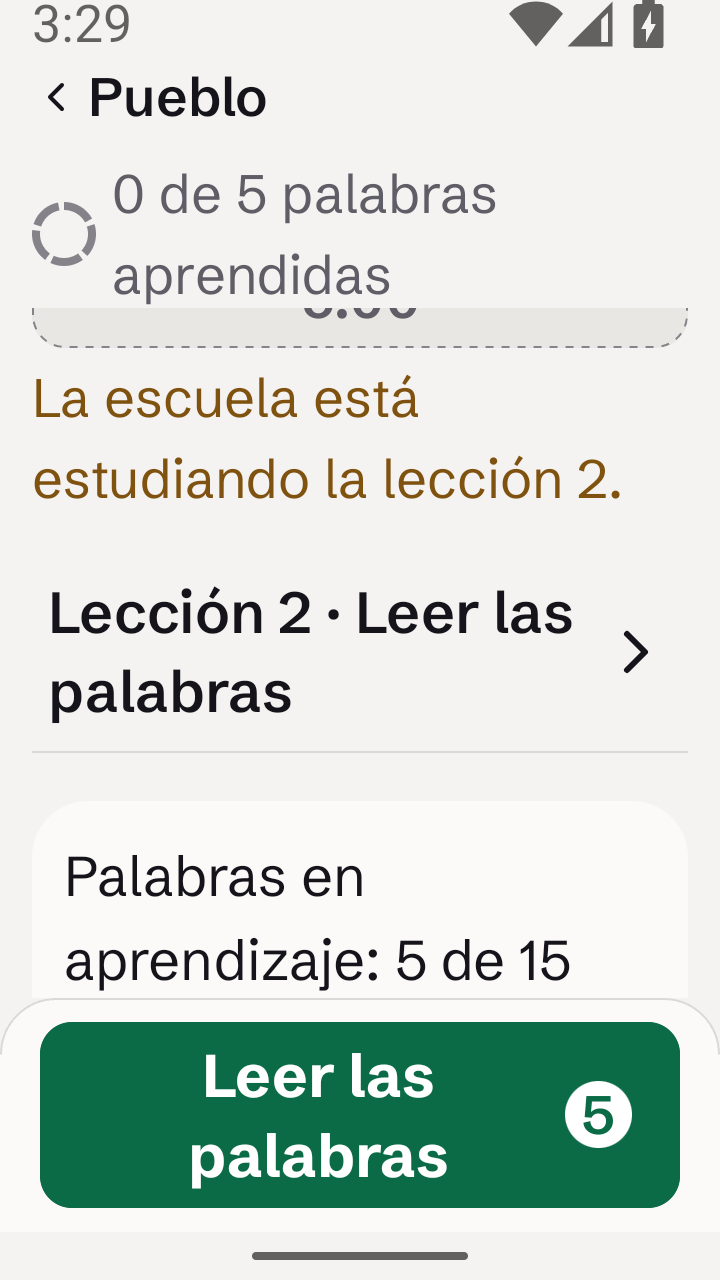 3:29
Pueblo
0 de 5 palabras
aprendidas
La escuela está
estudiando la lección 2.
Lección 2 · Leer las
palabras
Palabras en
aprendizaje: 5 de 15
Leer las
palabras
5